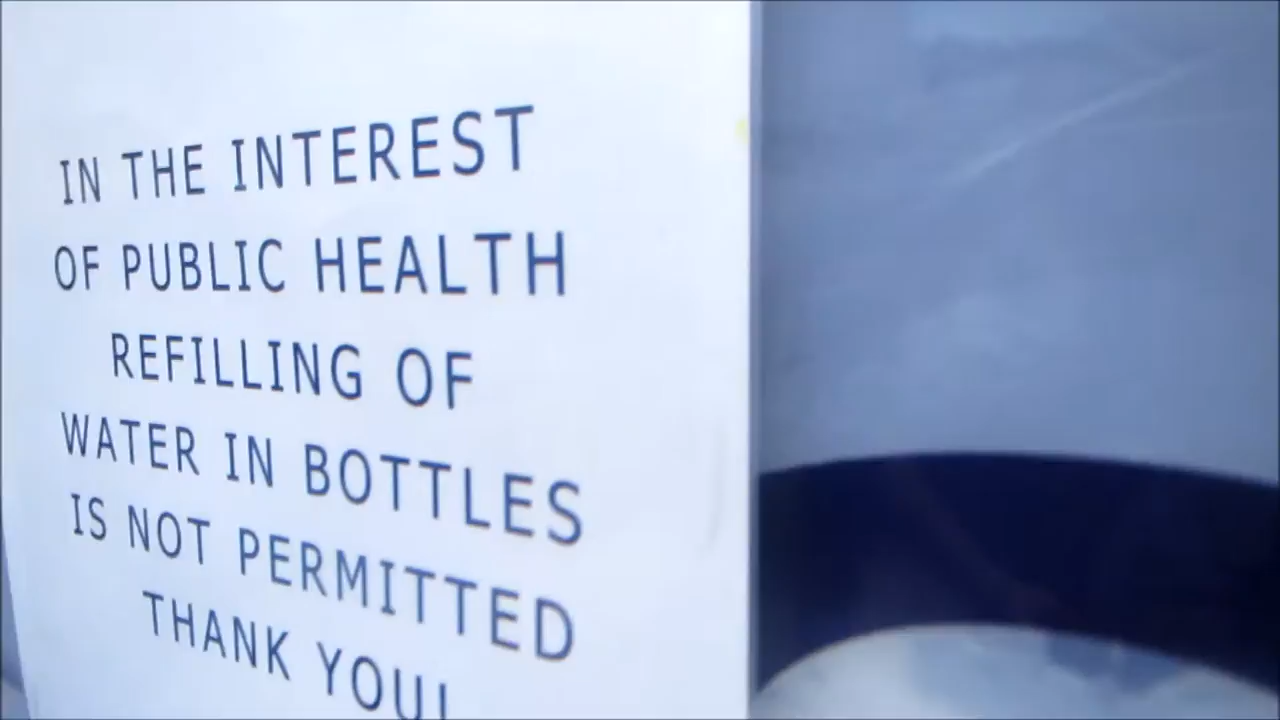 IN THE INTEREST
OF PUBLIC HEALTH
REFILLING OF
WATER IN BOTTLES
IS NOT PERMITTED
THANK YOU!